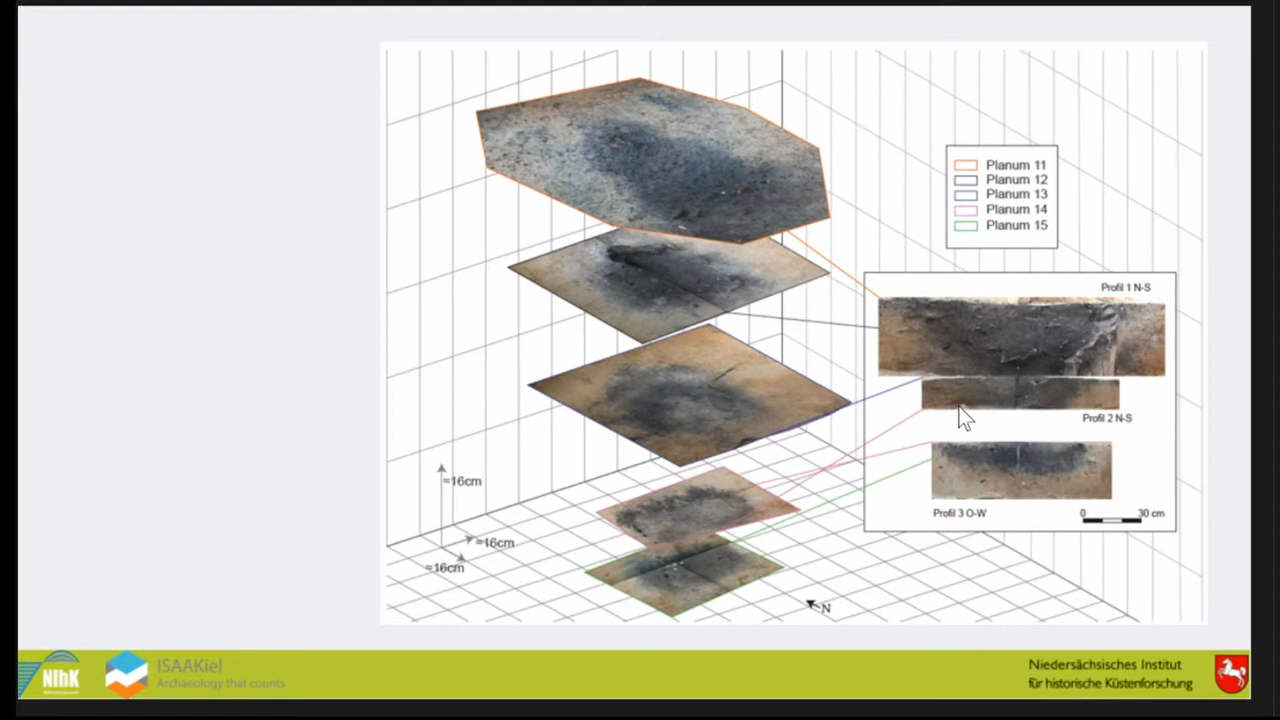 Planum 11
Planum 12
Planum 13
Planum 14
Planum 15
Profil 1 N-S
Profil 2 N-S
Profil 3 O-W
0 30 cm
≈16cm
≈16cm
≈16cm
N
NIhK
ISAAKiel
Archaeology that counts
Niedersächsisches Institut
für historische Küstenforschung